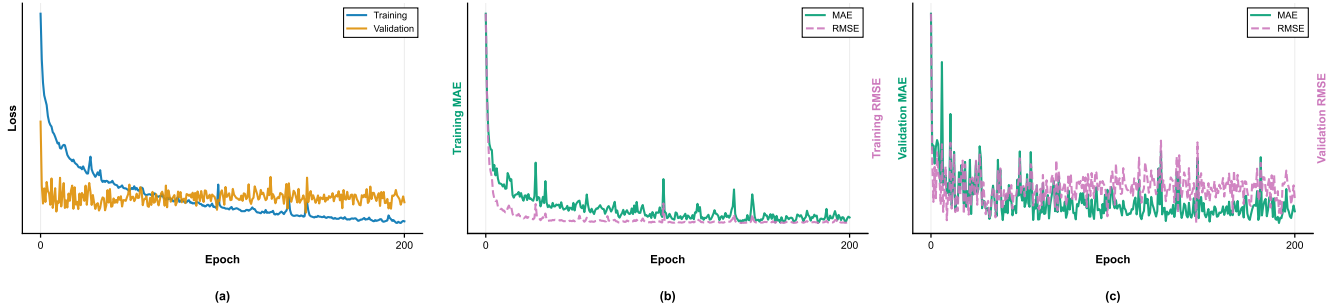 Training
Validation
Loss
0
200
Epoch
(a)
MAE
RMSE
Training MAE
Training RMSE
0
200
Epoch
(b)
MAE
RMSE
Validation MAE
Validation RMSE
0
200
Epoch
(c)